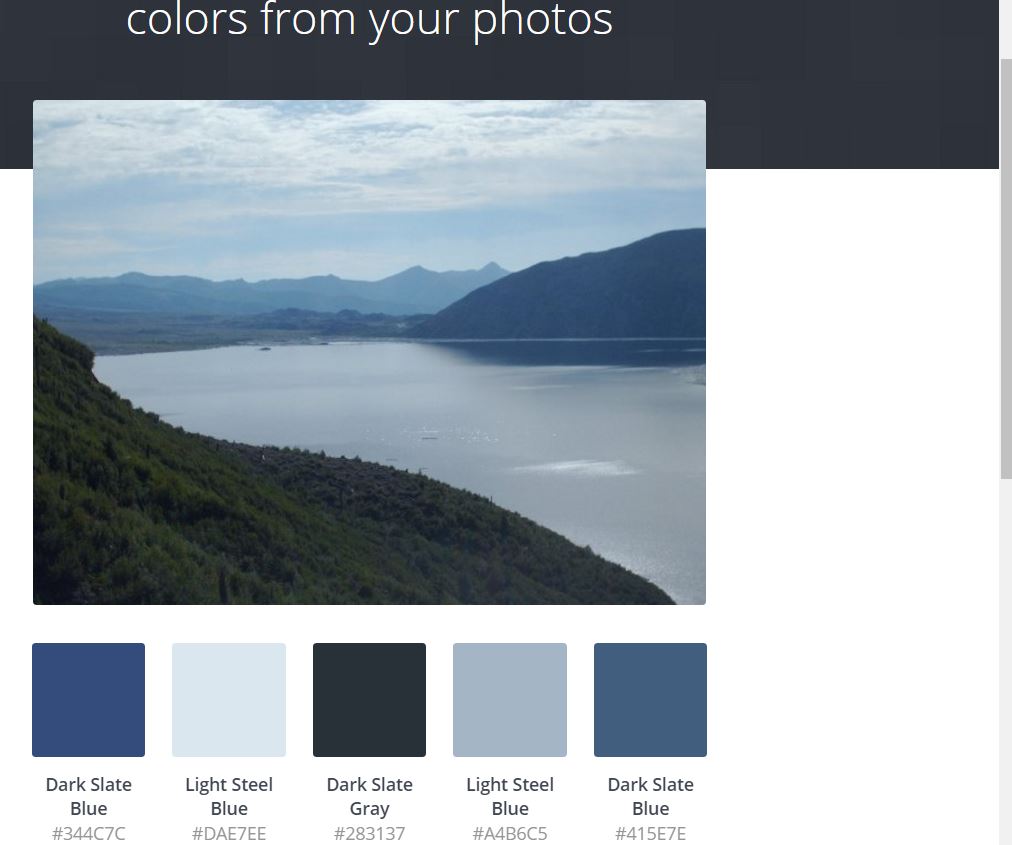 colors from your photos
Dark Slate
Blue
#344C7C
Light Steel
Blue
#DAE7EE
Dark Slate
Gray
#283137
Light Steel
Blue
#A4B6C5
Dark Slate
Blue
#415E7E